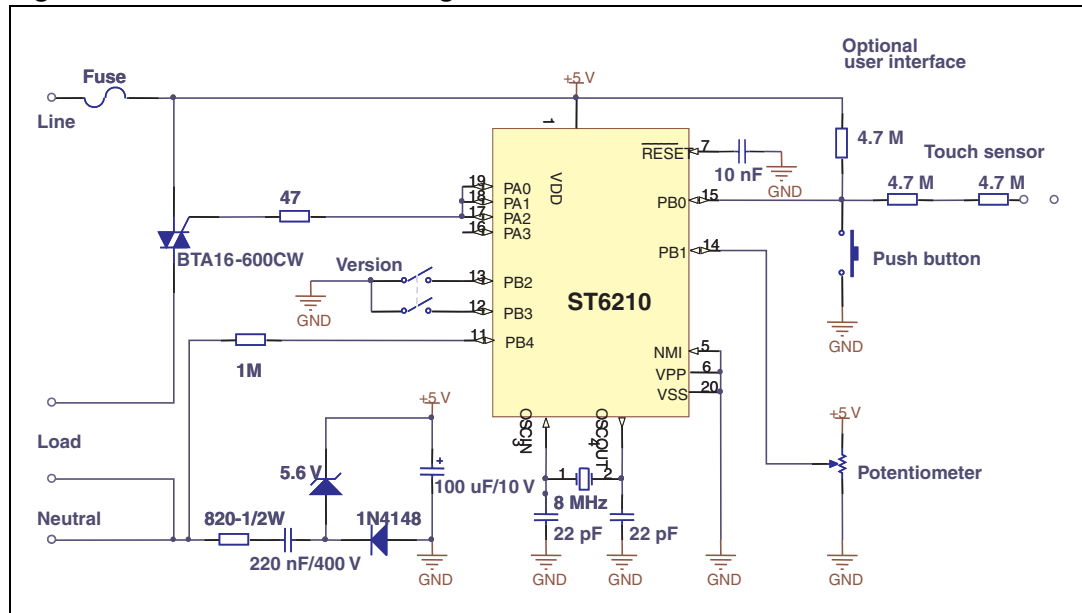 Optional
user interface
+5 V
Fuse
Line
1
4.7 M
Touch sensor
RESET
7
10 nF
GND
4.7 M
4.7 M
VDD
19
PA0
18
PA1
17
PA2
16
PA3
47
PB0
15
BTA16-600CW
PB1
14
Push button
Version
13
PB2
GND
12
PB3
ST6210
11
PB4
1M
GND
NMI
5
VPP
6
VSS
20
+5 V
OSCIN
3
OSCOUT
4
+5 V
Load
5.6 V
100 uF/10 V
+
1
2
8 MHz
Potentiometer
Neutral
820-1/2W
1N4148
220 nF/400 V
22 pF
22 pF
GND
GND
GND
GND
GND